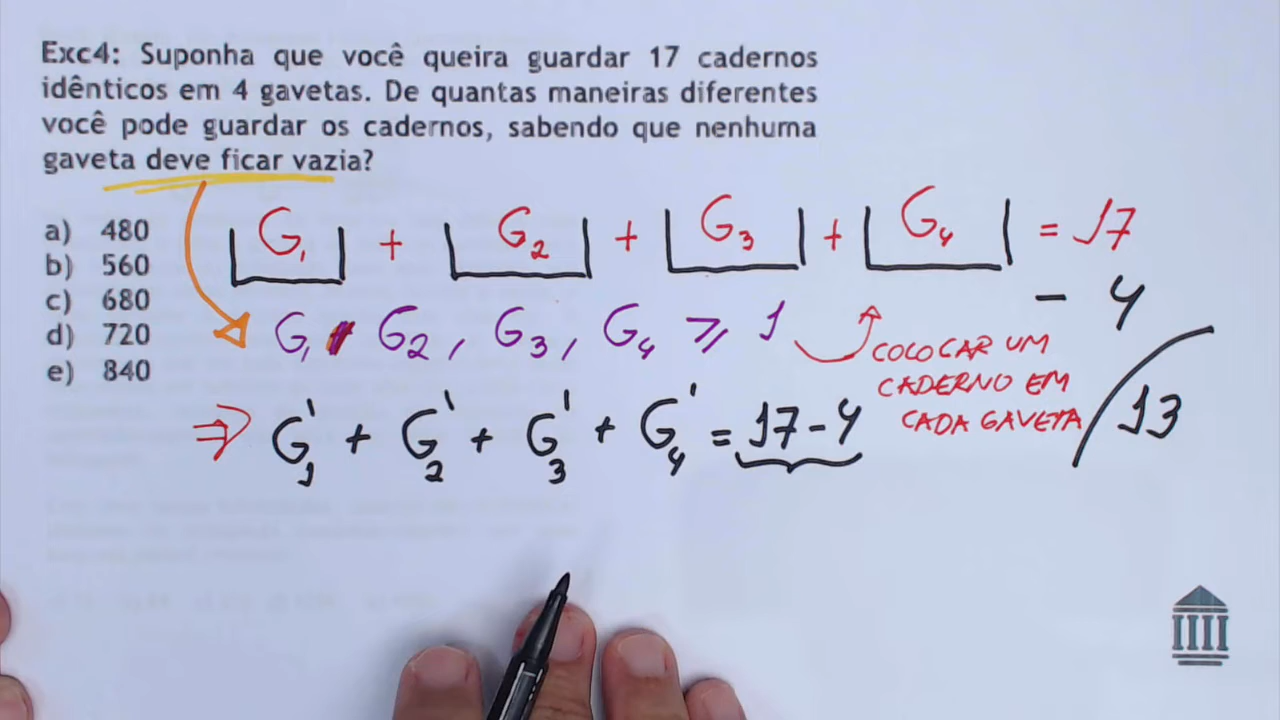 Exc4: Suponha que você queira guardar 17 cadernos
idênticos em 4 gavetas. De quantas maneiras diferentes
você pode guardar os cadernos, sabendo que nenhuma
gaveta deve ficar vazia?
a) 480
b) 560
c) 680
d) 720
e) 840
G₁ + G₂ + G₃ + G₄ = 17
- 4
G₁, G₂, G₃, G₄ ⩾ 1
COLOCAR UM
CADERNO EM
CADA GAVETA
13
⇒ G₁' + G₂' + G₃' + G₄' = 17-4